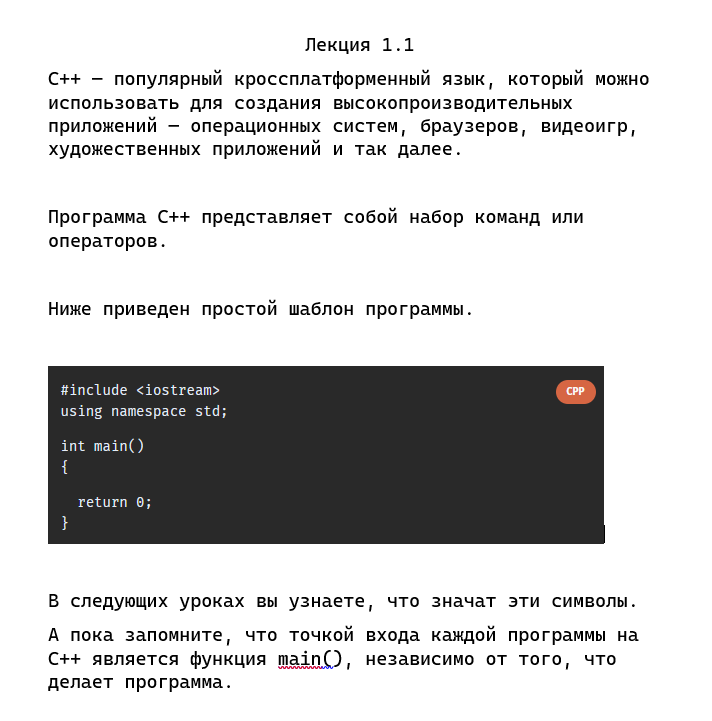 Лекция 1.1
C++ — популярный кроссплатформенный язык, который можно
использовать для создания высокопроизводительных
приложений — операционных систем, браузеров, видеоигр,
художественных приложений и так далее.
Программа C++ представляет собой набор команд или
операторов.
Ниже приведен простой шаблон программы.
#include <iostream>
CPP
using namespace std;
int main()
{
return 0;
}
В следующих уроках вы узнаете, что значат эти символы.
А пока запомните, что точкой входа каждой программы на
C++ является функция main(), независимо от того, что
делает программа.